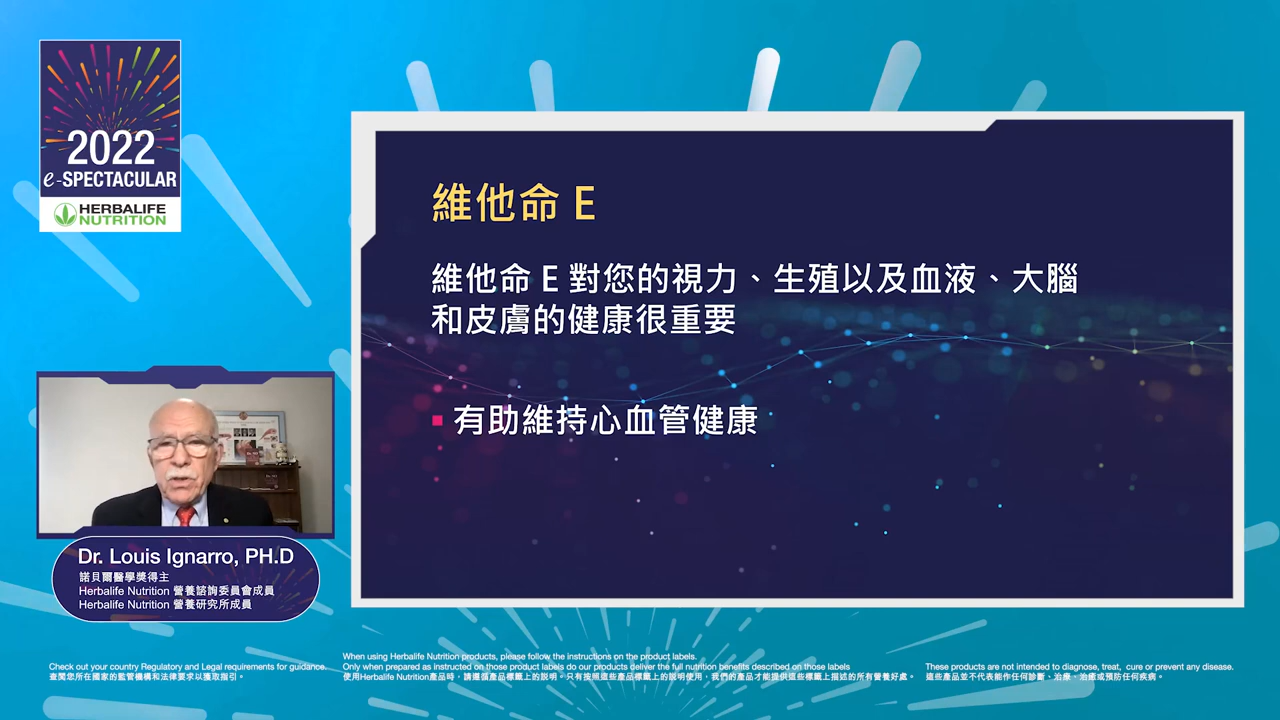 2022
e-SPECTACULAR
HERBALIFE
NUTRITION
維他命 E
維他命 E 對您的視力、生殖以及血液、大腦
和皮膚的健康很重要
有助維持心血管健康
Dr. Louis Ignarro, PH.D
諾貝爾醫學獎得主
Herbalife Nutrition 營養諮詢委員會成員
Herbalife Nutrition 營養研究所成員
Check out your country Regulatory and Legal requirements for guidance.
查閱您所在國家的監管機構和法律要求以獲取指引。
When using Herbalife Nutrition products, please follow the instructions on the product labels.
Only when prepared as instructed on those product labels do our products deliver the full nutrition benefits described on those labels
使用Herbalife Nutrition產品時，請遵循產品標籤上的說明。只有按照這些產品標籤上的說明使用，我們的產品才能提供這些標籤上描述的所有營養好處。
These products are not intended to diagnose, treat, cure or prevent any disease.
這些產品並不代表能作任何診斷、治療、治癒或預防任何疾病。